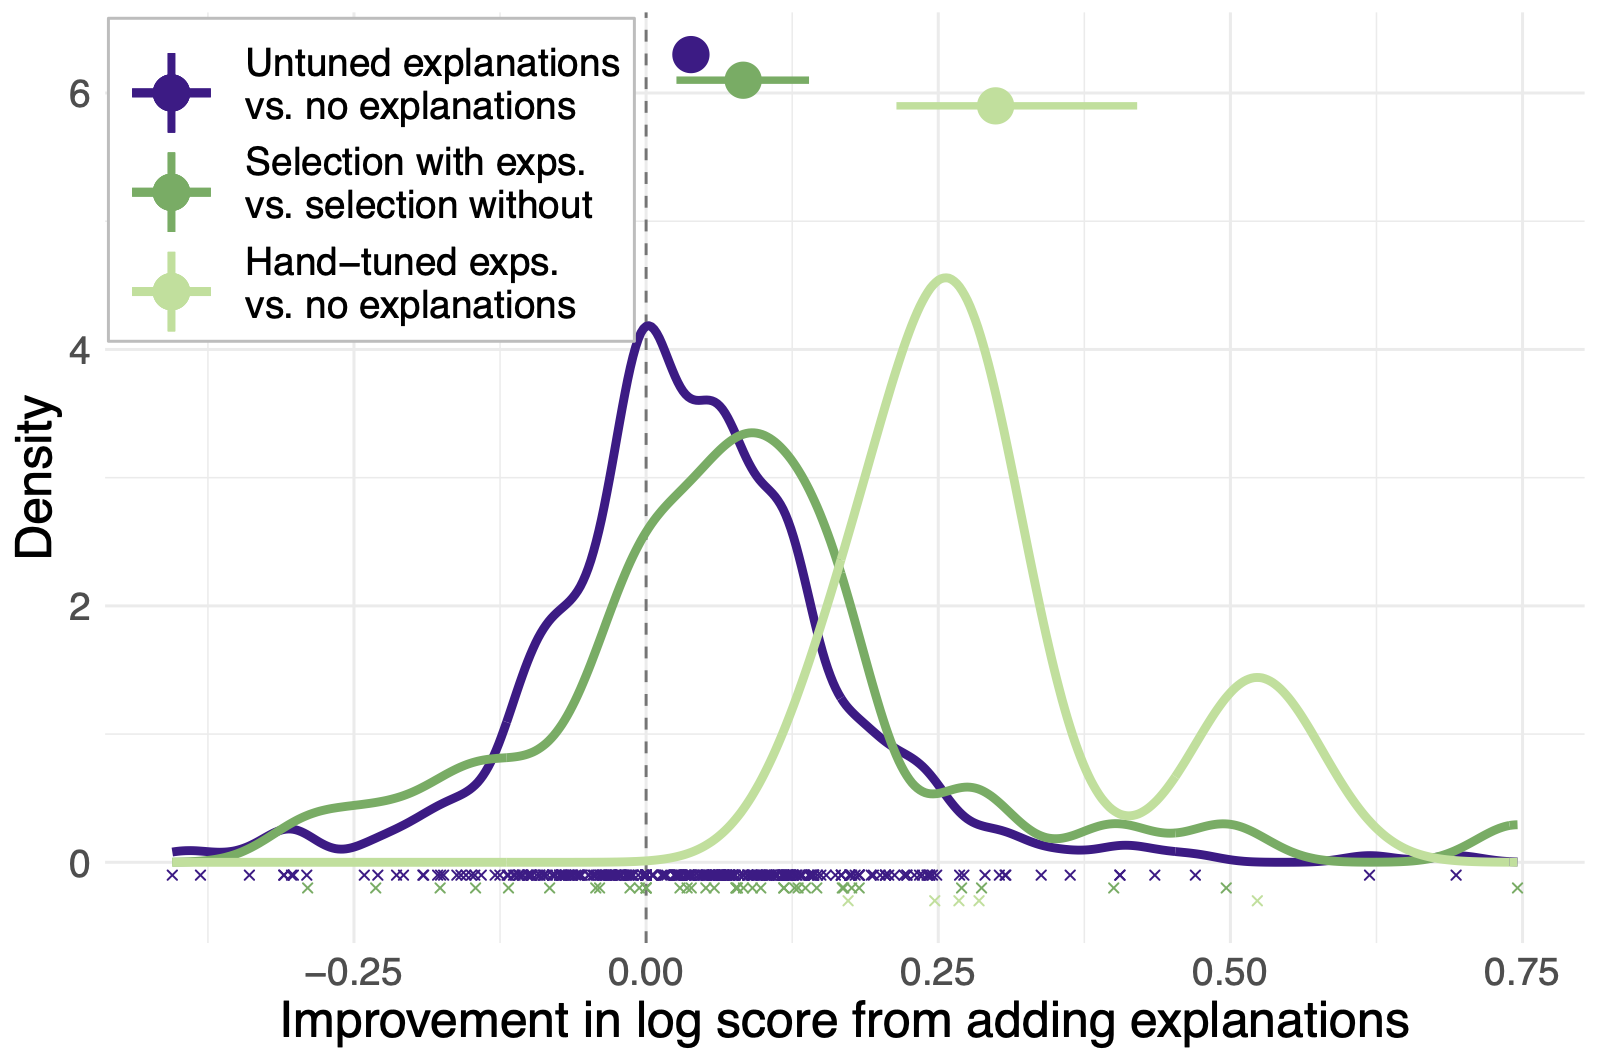 Untuned explanations
vs. no explanations
Selection with exps.
vs. selection without
Hand−tuned exps.
vs. no explanations
6
4
2
0
Density
−0.25
0.00
0.25
0.50
0.75
Improvement in log score from adding explanations